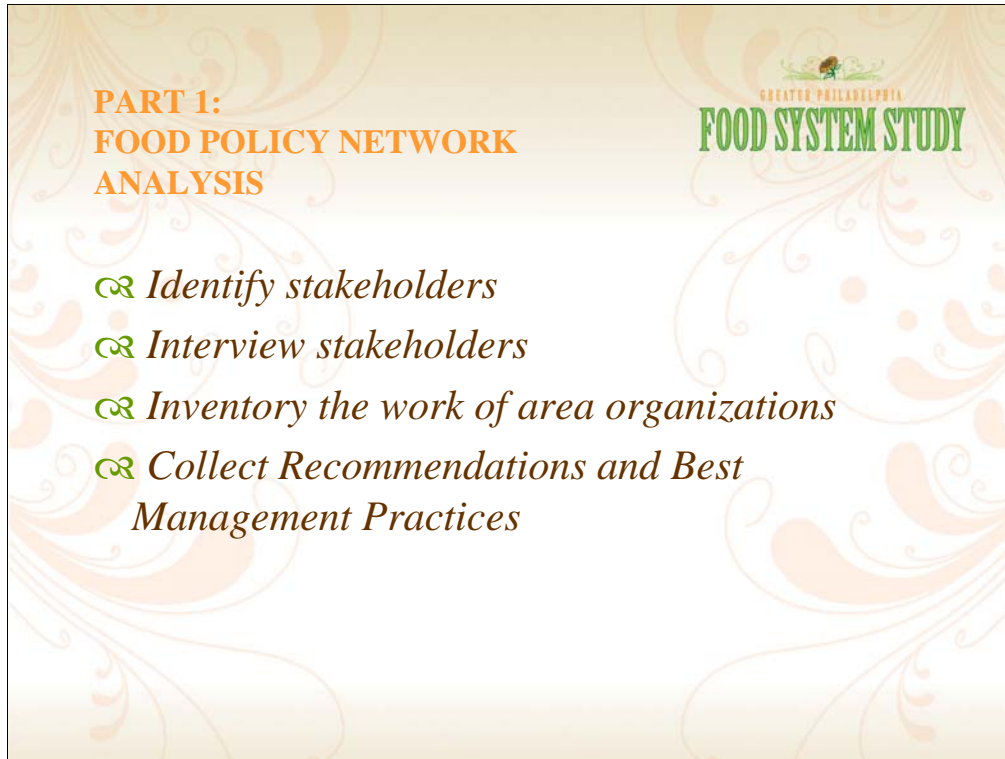 PART 1:
FOOD POLICY NETWORK
ANALYSIS
GREATER PHILADELPHIA
FOOD SYSTEM STUDY
Identify stakeholders
Interview stakeholders
Inventory the work of area organizations
Collect Recommendations and Best
Management Practices